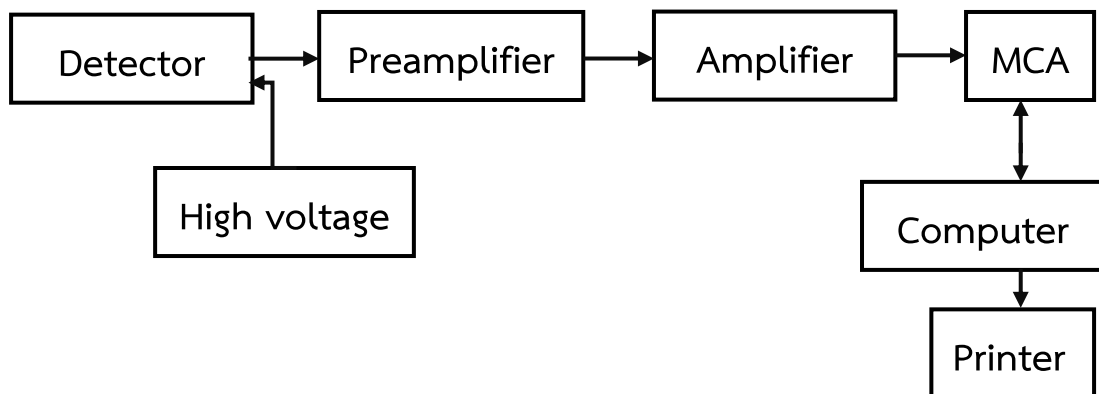 Detector
Preamplifier
Amplifier
MCA
High voltage
Computer
Printer